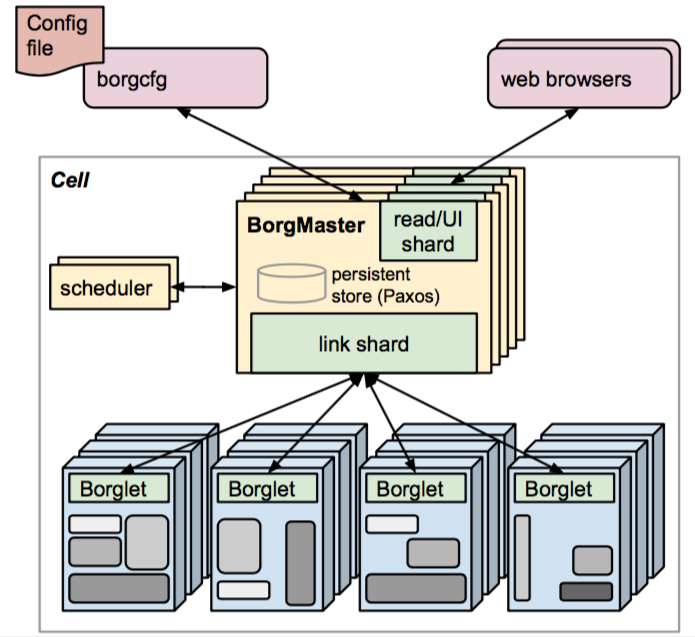 Config
file
borgcfg
web browsers
Cell
BorgMaster
read/UI
shard
persistent
store (Paxos)
scheduler
link shard
Borglet
Borglet
Borglet
Borglet